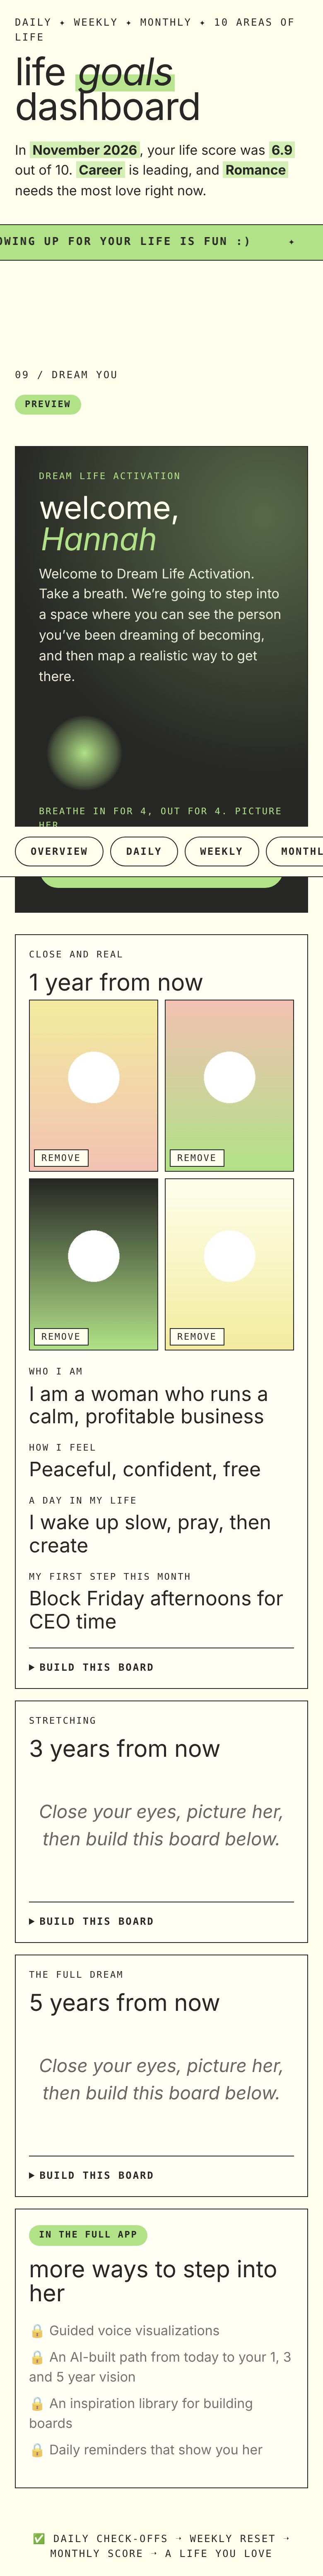 DAILY ✦ WEEKLY ✦ MONTHLY ✦ 10 AREAS OF
LIFE
life goals
dashboard
In November 2026, your life score was 6.9
out of 10. Career is leading, and Romance
needs the most love right now.
OWING UP FOR YOUR LIFE IS FUN :) ✦
09 / DREAM YOU
PREVIEW
DREAM LIFE ACTIVATION
welcome,
Hannah
Welcome to Dream Life Activation.
Take a breath. We’re going to step into
a space where you can see the person
you’ve been dreaming of becoming,
and then map a realistic way to get
there.
BREATHE IN FOR 4, OUT FOR 4. PICTURE
HER
OVERVIEW
DAILY
WEEKLY
MONTHL
CLOSE AND REAL
1 year from now
REMOVE
REMOVE
REMOVE
REMOVE
WHO I AM
I am a woman who runs a
calm, profitable business
HOW I FEEL
Peaceful, confident, free
A DAY IN MY LIFE
I wake up slow, pray, then
create
MY FIRST STEP THIS MONTH
Block Friday afternoons for
CEO time
▶ BUILD THIS BOARD
STRETCHING
3 years from now
Close your eyes, picture her,
then build this board below.
▶ BUILD THIS BOARD
THE FULL DREAM
5 years from now
Close your eyes, picture her,
then build this board below.
▶ BUILD THIS BOARD
IN THE FULL APP
more ways to step into
her
🔒 Guided voice visualizations
🔒 An AI-built path from today to your 1, 3
and 5 year vision
🔒 An inspiration library for building
boards
🔒 Daily reminders that show you her
✅ DAILY CHECK-OFFS → WEEKLY RESET →
MONTHLY SCORE → A LIFE YOU LOVE